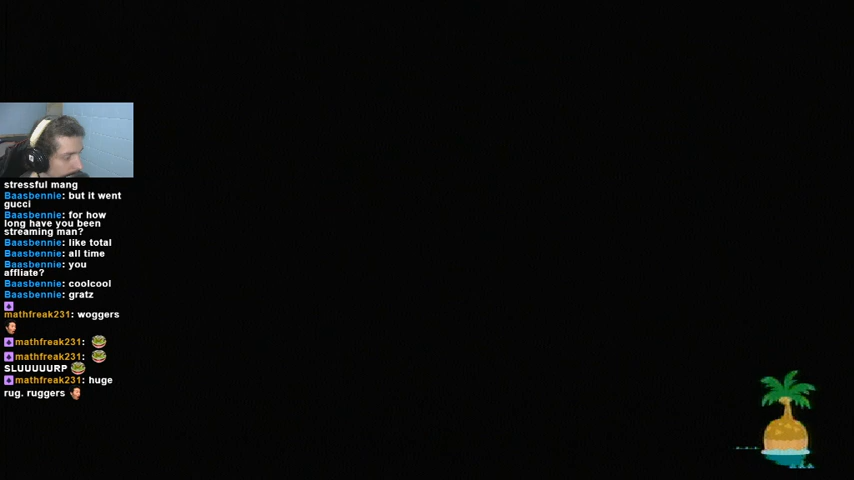 stressful mang
Baasbennie: but it went
gucci
Baasbennie: for how
long have you been
streaming man?
Baasbennie: like total
Baasbennie: all time
Baasbennie: you
affliate?
Baasbennie: coolcool
Baasbennie: gratz
mathfreak231: woggers
mathfreak231:
mathfreak231:
SLUUUUURP
mathfreak231: huge
rug. ruggers